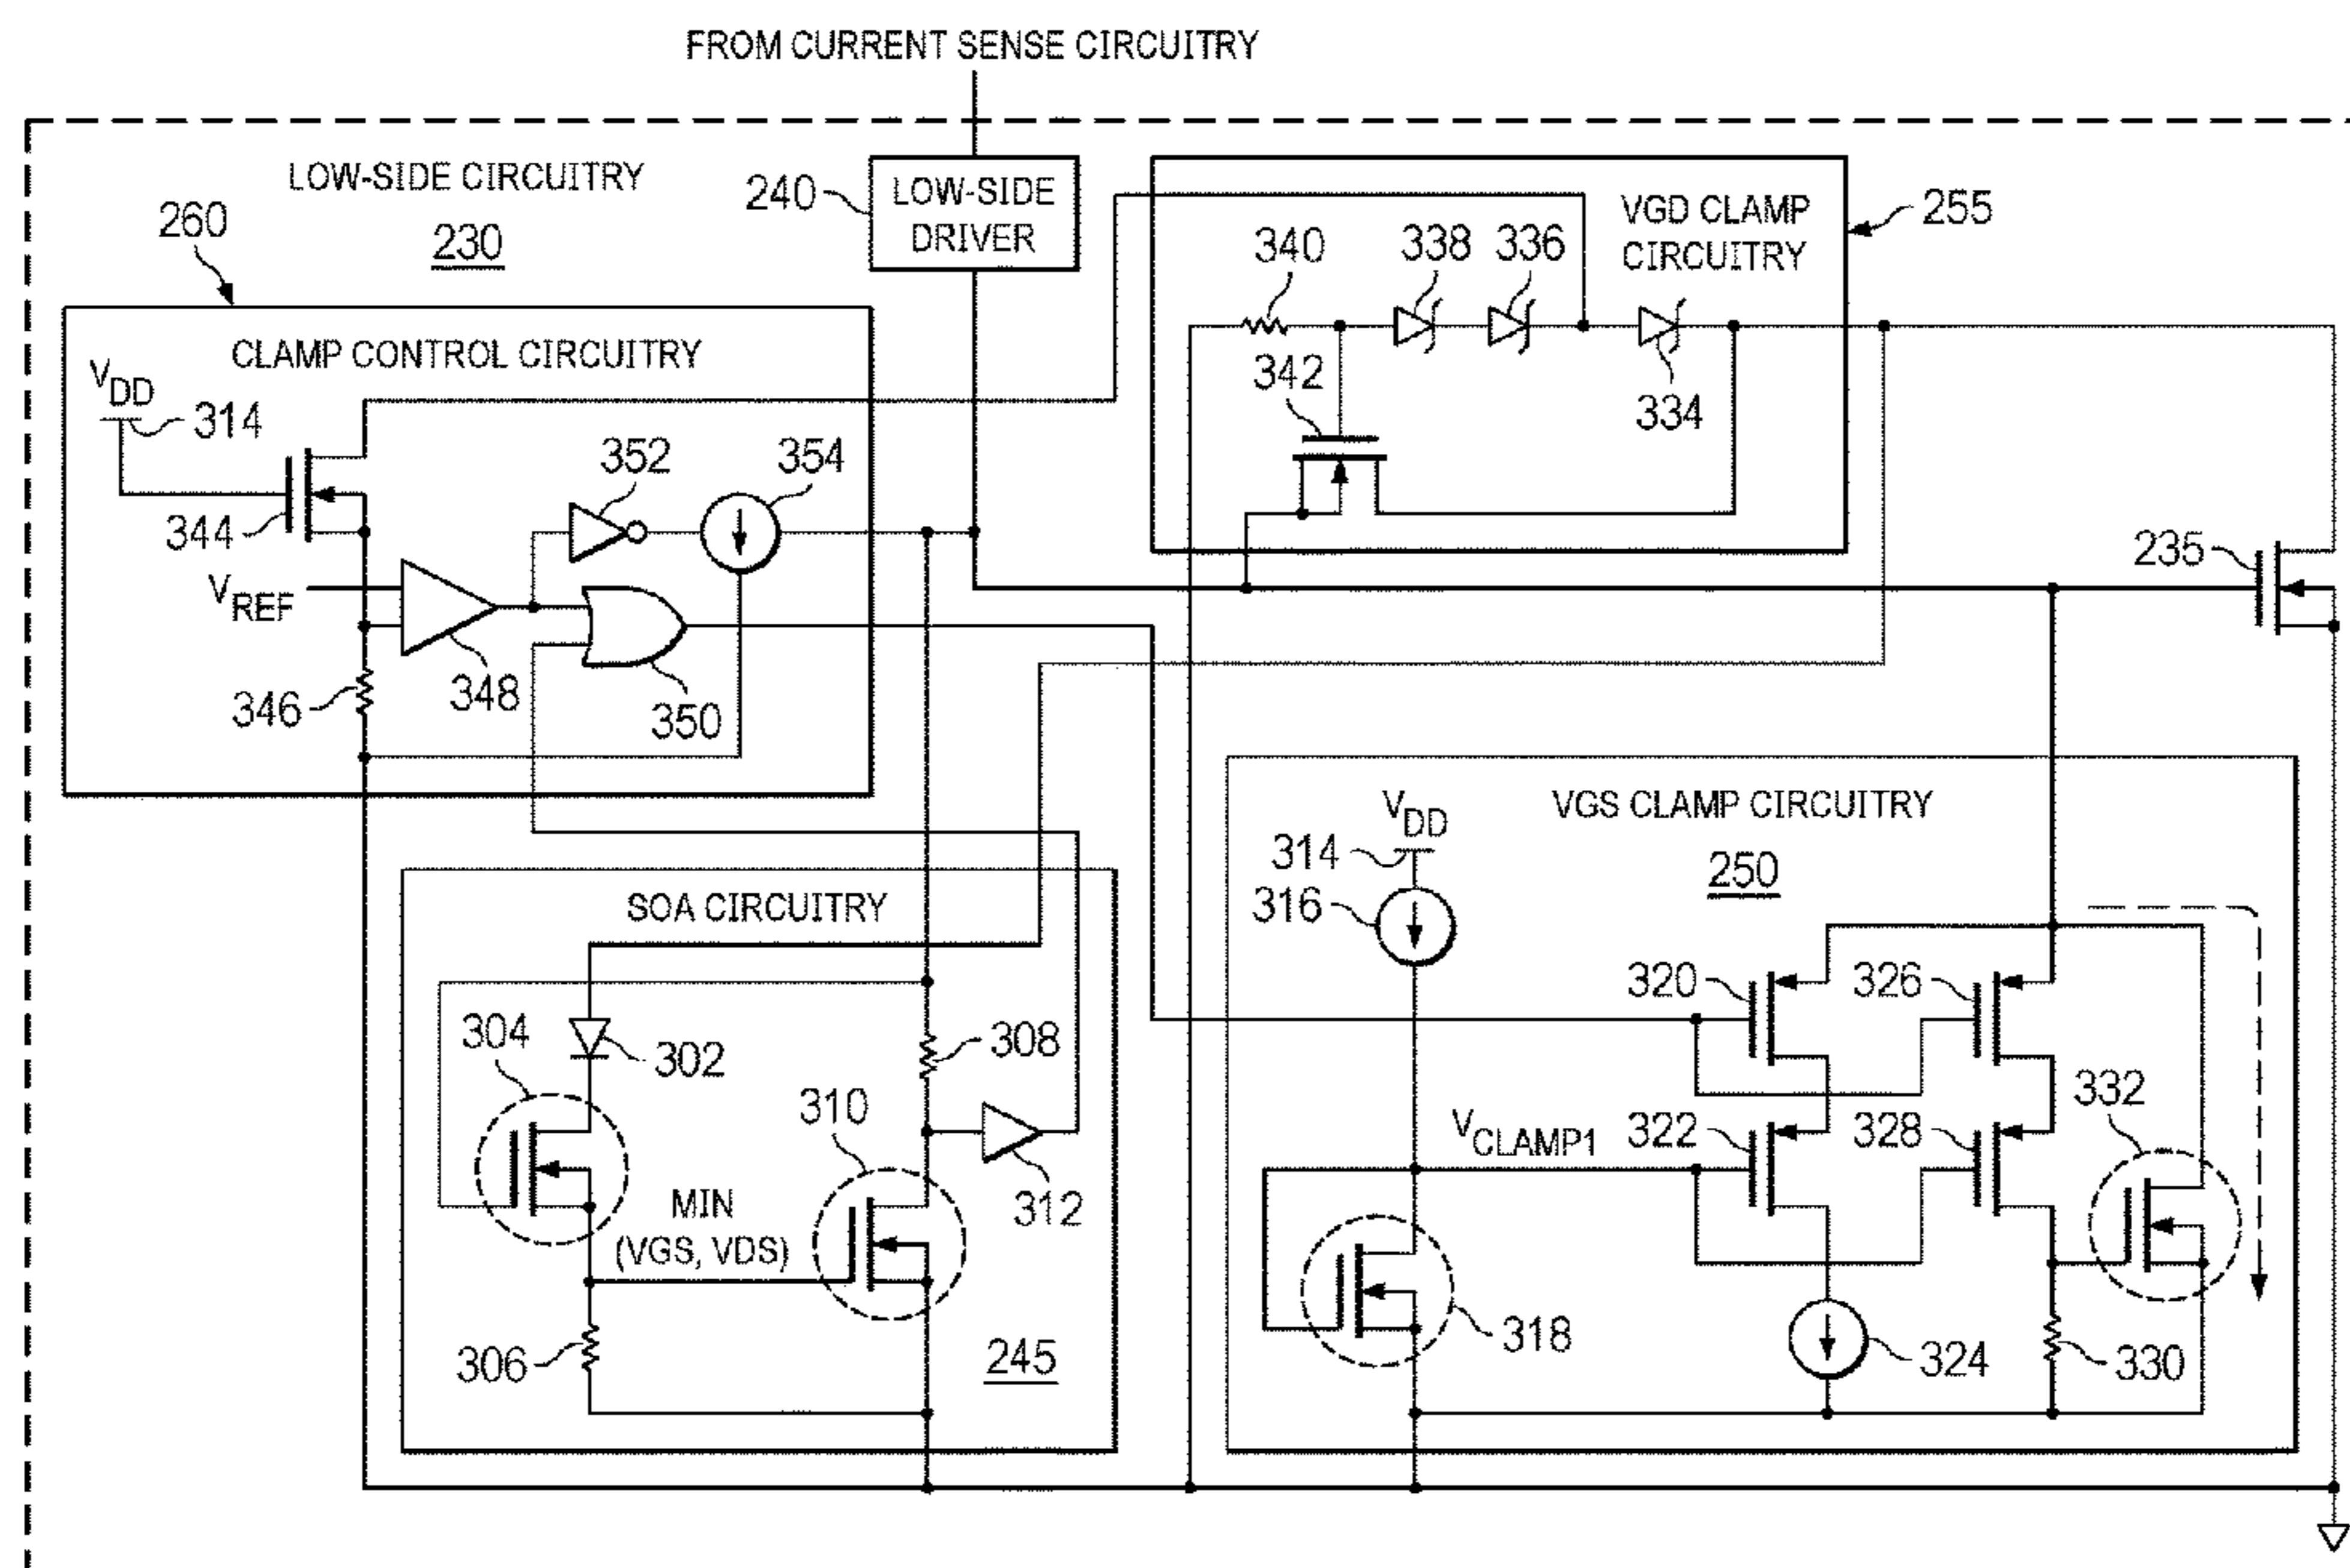 FROM CURRENT SENSE CIRCUITRY
LOW-SIDE CIRCUITRY
230
260
240
LOW-SIDE
DRIVER
VGD CLAMP
CIRCUITRY
255
340
338
336
342
334
CLAMP CONTROL CIRCUITRY
VDD
314
344
352
354
VREF
346
348
350
235
SOA CIRCUITRY
304
302
308
310
312
MIN
(VGS, VDS)
306
245
VGS CLAMP CIRCUITRY
250
VDD
314
316
320
326
VCLAMP1
322
328
332
318
324
330